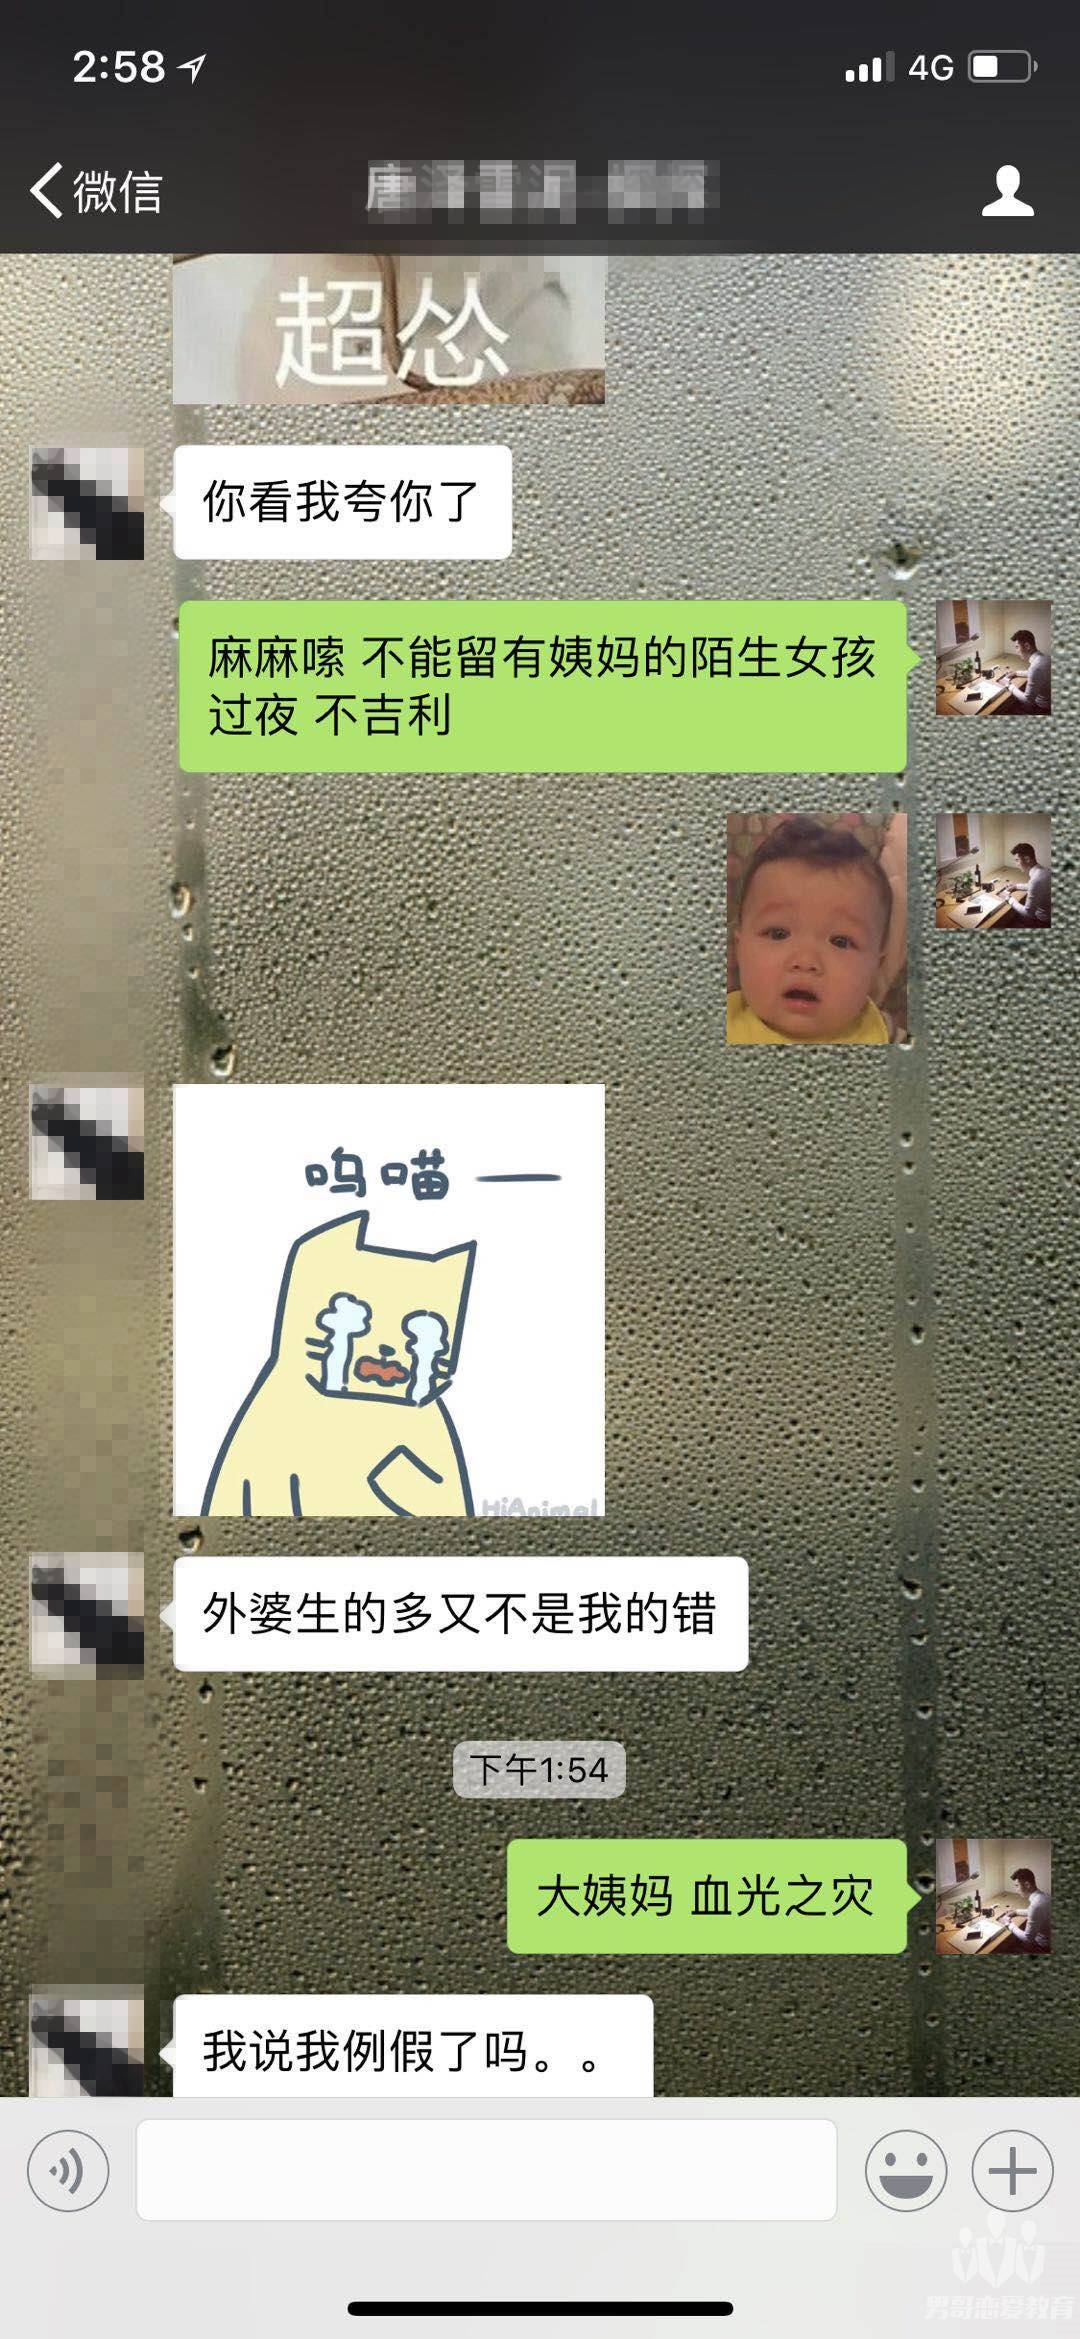 2:58
4G
微信
超怂
你看我夸你了
麻麻嗦 不能留有姨妈的陌生女孩
过夜 不吉利
呜喵一
HiAnimal
外婆生的多又不是我的错
下午1:54
大姨妈 血光之灾
我说我例假了吗。。
男哥恋爱教育